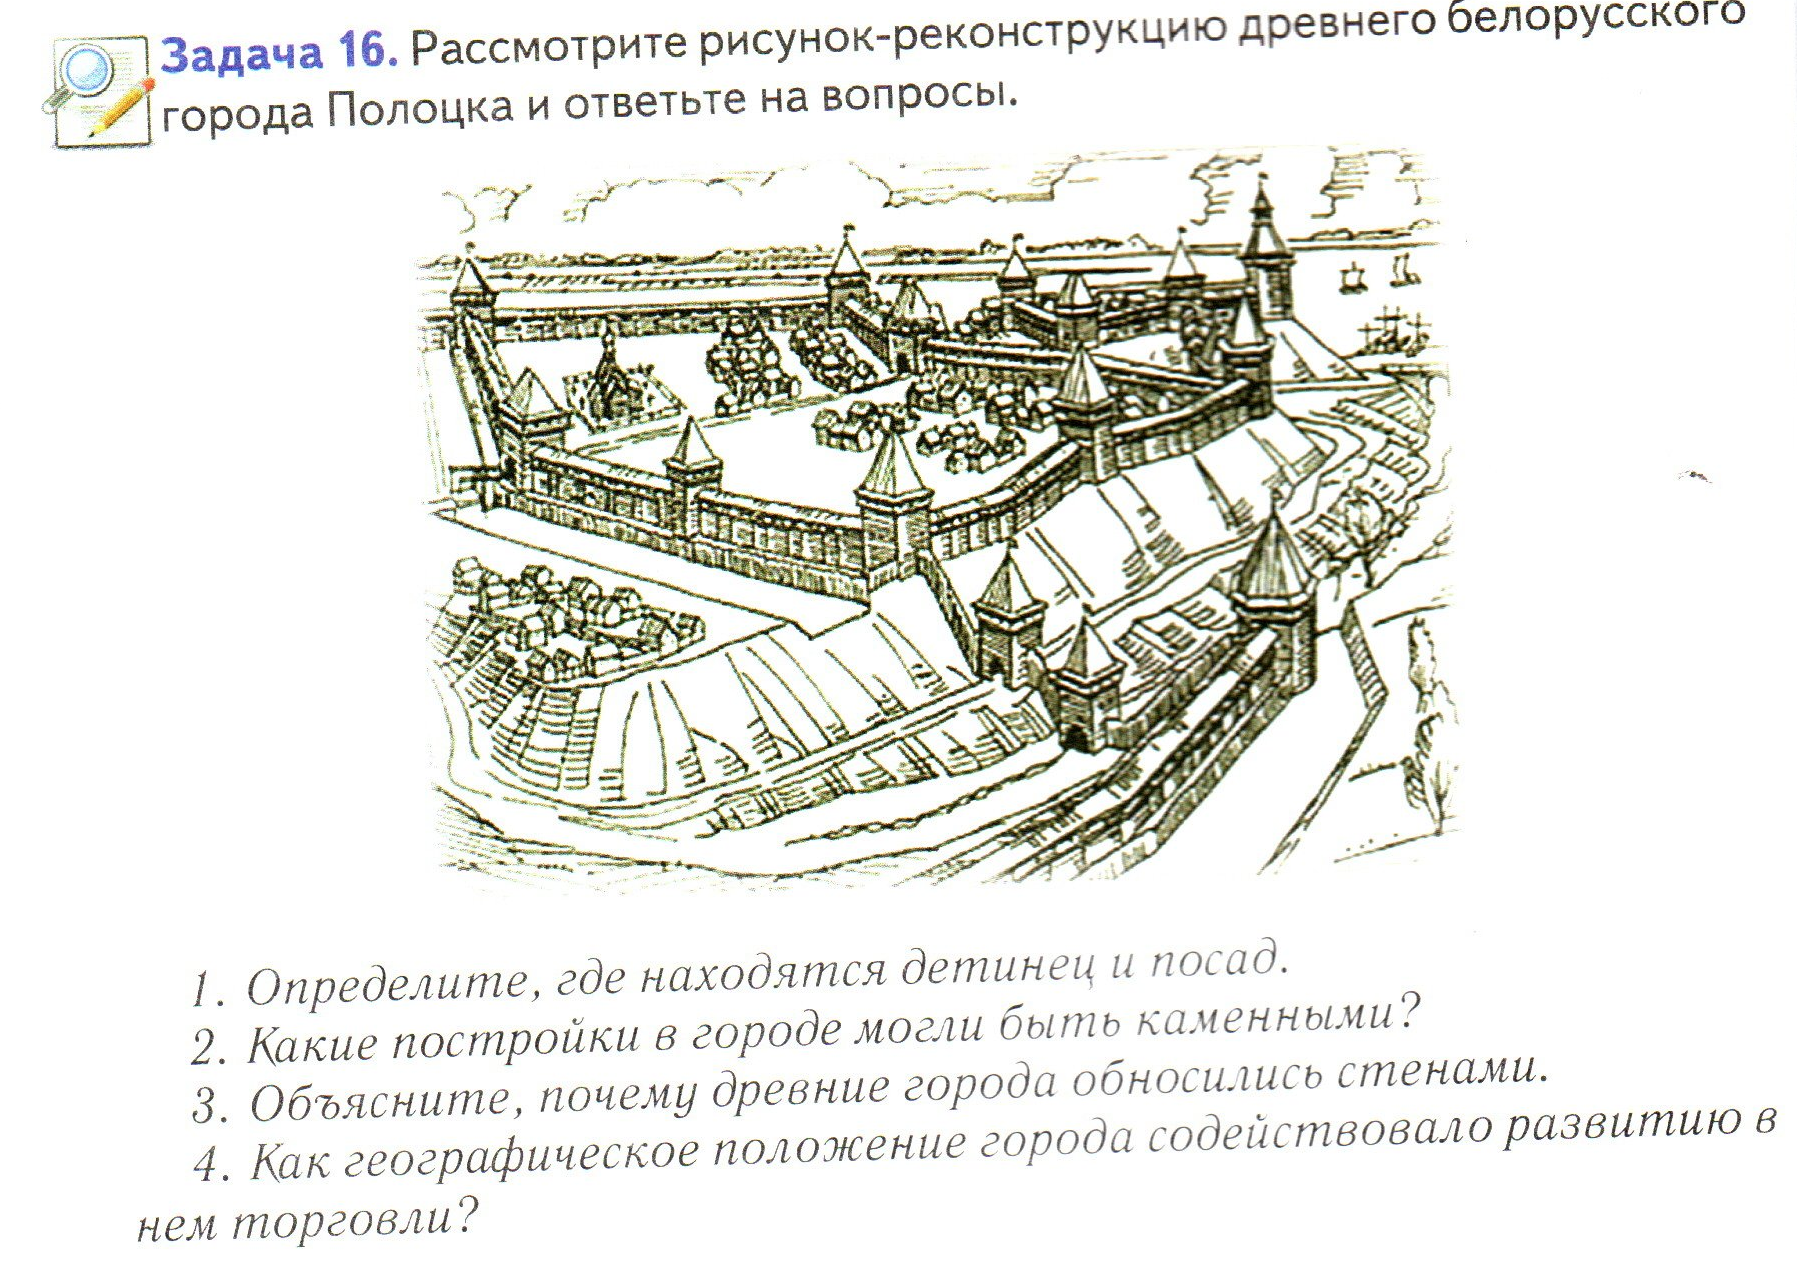 Задача 16. Рассмотрите рисунок-реконструкцию древнего белорусского
города Полоцка и ответьте на вопросы.
1. Определите, где находятся детинец и посад.
2. Какие постройки в городе могли быть каменными?
3. Объясните, почему древние города обносились стенами.
4. Как географическое положение города содействовало развитию в
нем торговли?